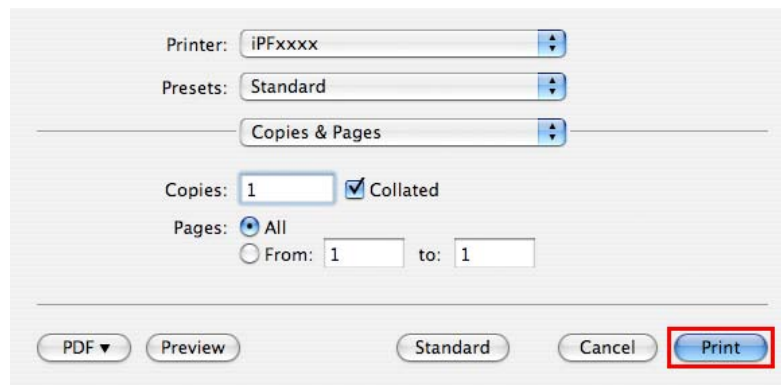 Printer: iPFxxxx
Presets: Standard
Copies & Pages
Copies: 1 Collated
Pages: All
From: 1 to: 1
PDF▼ Preview Standard Cancel Print